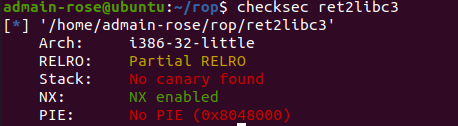 admain-rose@ubuntu:~/rop$ checksec ret2libc3
[*] '/home/admain-rose/rop/ret2libc3'
Arch: i386-32-little
RELRO: Partial RELRO
Stack: No canary found
NX: NX enabled
PIE: No PIE (0x8048000)